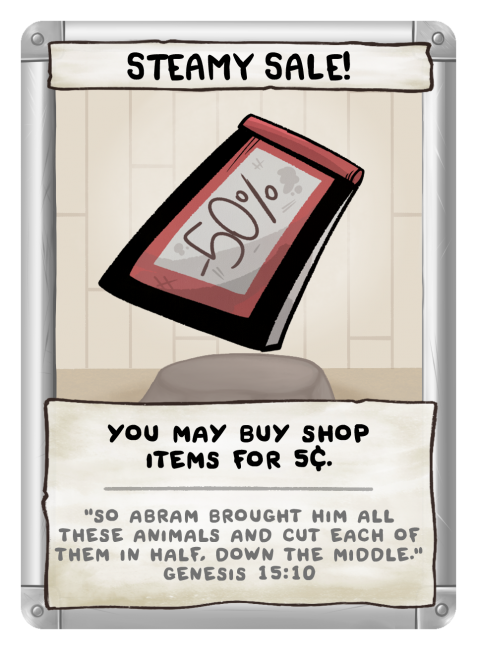 STEAMY SALE!
-50%
YOU MAY BUY SHOP
ITEMS FOR 5¢.
"SO ABRAM BROUGHT HIM ALL
THESE ANIMALS AND CUT EACH OF
THEM IN HALF, DOWN THE MIDDLE."
GENESIS 15:10